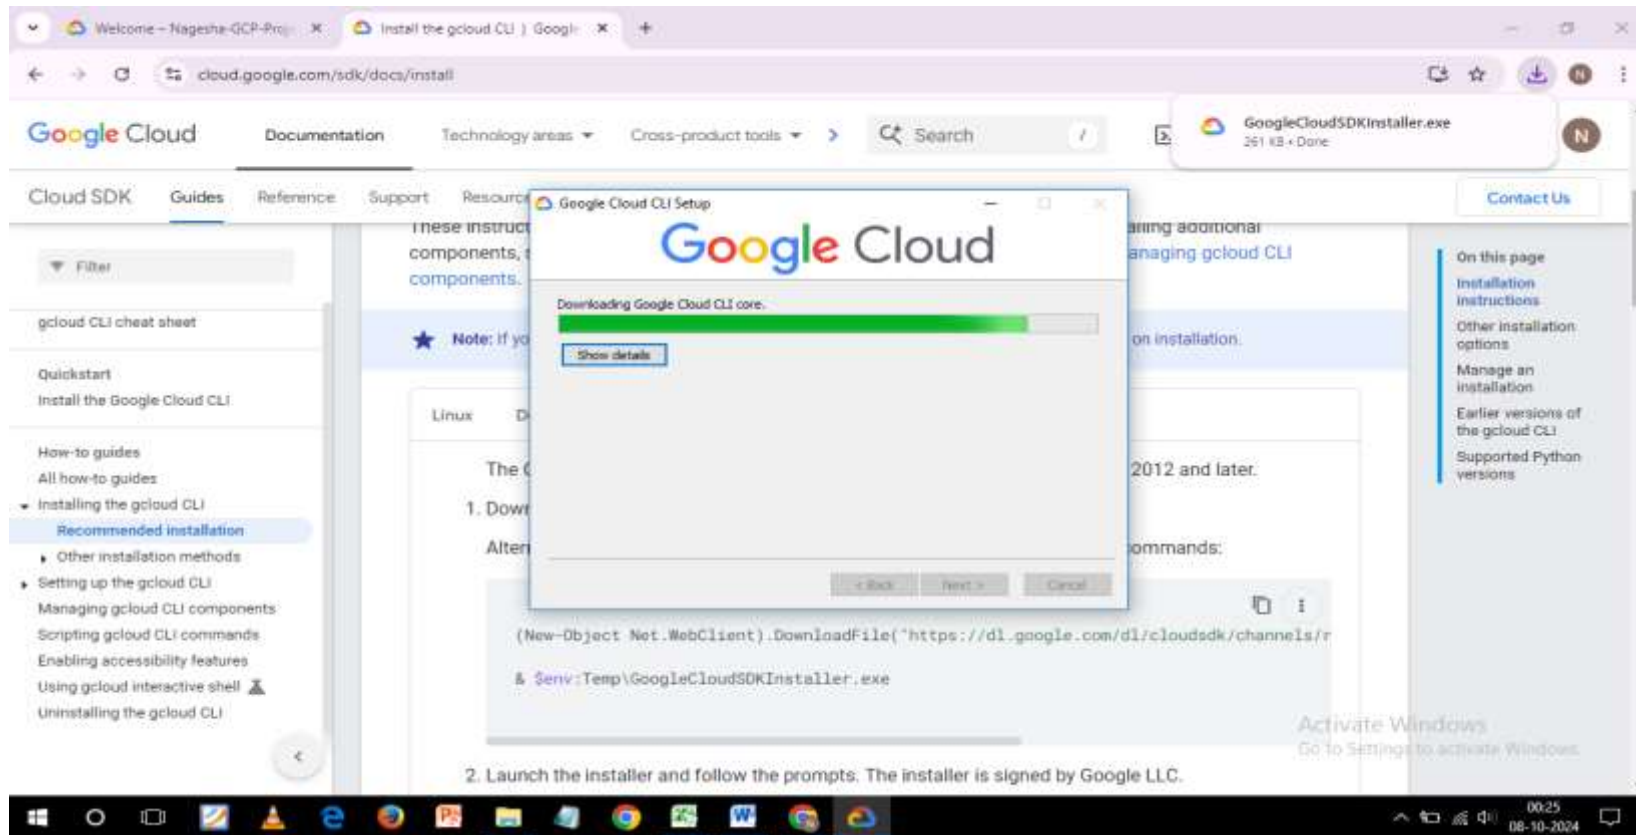 Welcome – Nagesha-GCP-Proj
Install the gcloud CLI | Google
cloud.google.com/sdk/docs/install
N
Google Cloud
Documentation
Technology areas
Cross-product tools
Search
/
GoogleCloudSDKInstaller.exe
261 KB • Done
N
Cloud SDK
Guides
Reference
Support
Resourc
Contact Us
Filter
gcloud CLI cheat sheet
Quickstart
Install the Google Cloud CLI
How-to guides
All how-to guides
Installing the gcloud CLI
Recommended installation
Other installation methods
Setting up the gcloud CLI
Managing gcloud CLI components
Scripting gcloud CLI commands
Enabling accessibility features
Using gcloud interactive shell
Uninstalling the gcloud CLI
These instruct
alling additional
components, s
anaging gcloud CLI
components.
Note: If yo
on installation.
Linux
D
The G
2012 and later.
1. Down
Altern
ommands:
(New-Object Net.WebClient).DownloadFile("https://dl.google.com/dl/cloudsdk/channels/r
& $env:Temp\GoogleCloudSDKInstaller.exe
2. Launch the installer and follow the prompts. The installer is signed by Google LLC.
Google Cloud CLI Setup
Google Cloud
Downloading Google Cloud CLI core.
Show details
< Back
Next >
Cancel
On this page
Installation
instructions
Other installation
options
Manage an
installation
Earlier versions of
the gcloud CLI
Supported Python
versions
Activate Windows
Go to Settings to activate Windows.
00:25
08-10-2024